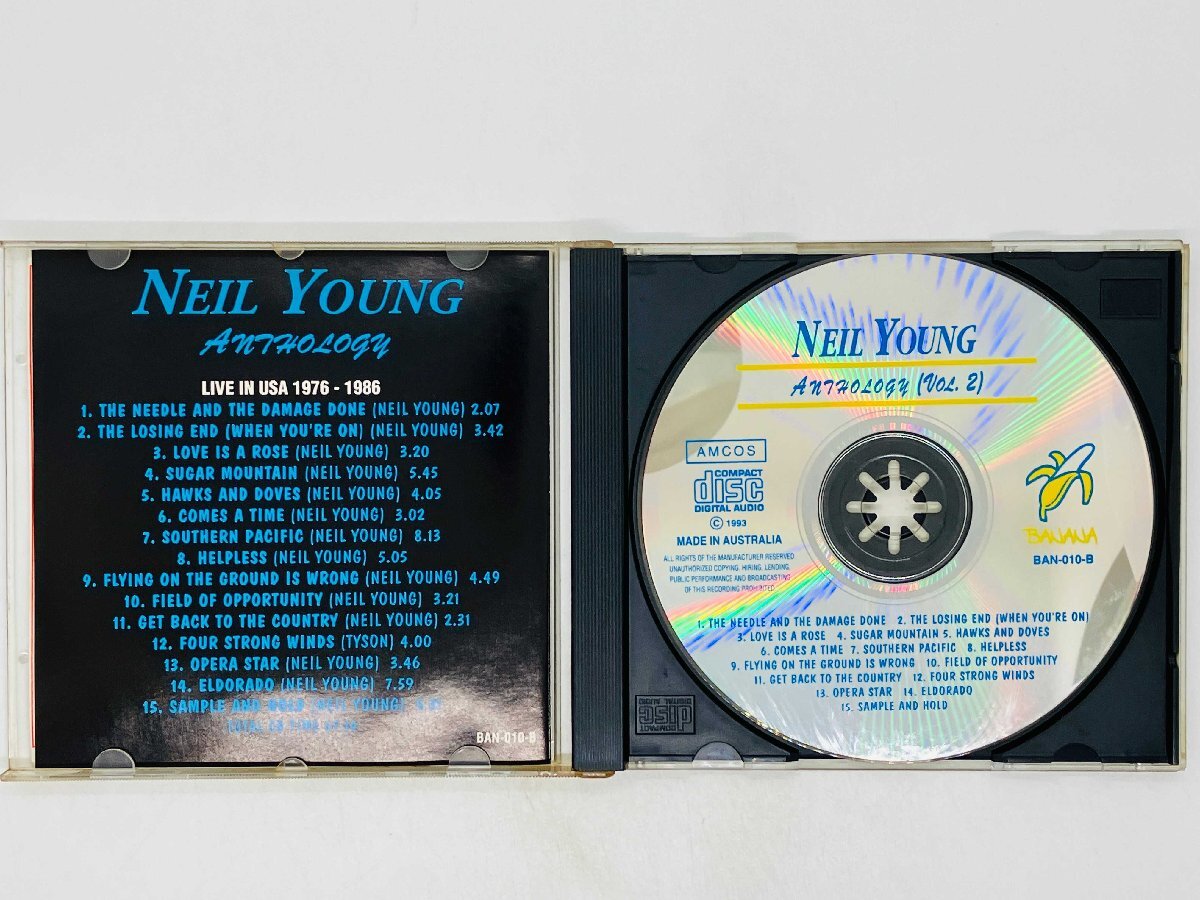 NEIL YOUNG
ANTHOLOGY
LIVE IN USA 1976 - 1986
1. THE NEEDLE AND THE DAMAGE DONE (NEIL YOUNG) 2.07
2. THE LOSING END (WHEN YOU'RE ON) (NEIL YOUNG) 3.42
3. LOVE IS A ROSE (NEIL YOUNG) 3.20
4. SUGAR MOUNTAIN (NEIL YOUNG) 5.45
5. HAWKS AND DOVES (NEIL YOUNG) 4.05
6. COMES A TIME (NEIL YOUNG) 3.02
7. SOUTHERN PACIFIC (NEIL YOUNG) 8.13
8. HELPLESS (NEIL YOUNG) 5.05
9. FLYING ON THE GROUND IS WRONG (NEIL YOUNG) 4.49
10. FIELD OF OPPORTUNITY (NEIL YOUNG) 3.21
11. GET BACK TO THE COUNTRY (NEIL YOUNG) 2.31
12. FOUR STRONG WINDS (TYSON) 4.00
13. OPERA STAR (NEIL YOUNG) 3.46
14. ELDORADO (NEIL YOUNG) 7.59
15. SAMPLE AND HOLD (NEIL YOUNG)
BAN-010-B
NEIL YOUNG
ANTHOLOGY (VOL. 2)
AMCOS
COMPACT
disc
DIGITAL AUDIO
© 1993
MADE IN AUSTRALIA
ALL RIGHTS OF THE MANUFACTURER RESERVED
UNAUTHORIZED COPYING, HIRING, LENDING,
PUBLIC PERFORMANCE AND BROADCASTING
OF THIS RECORDING PROHIBITED
BANANA
BAN-010-B
1. THE NEEDLE AND THE DAMAGE DONE 2. THE LOSING END (WHEN YOU'RE ON)
3. LOVE IS A ROSE 4. SUGAR MOUNTAIN 5. HAWKS AND DOVES
6. COMES A TIME 7. SOUTHERN PACIFIC 8. HELPLESS
9. FLYING ON THE GROUND IS WRONG 10. FIELD OF OPPORTUNITY
11. GET BACK TO THE COUNTRY 12. FOUR STRONG WINDS
13. OPERA STAR 14. ELDORADO
15. SAMPLE AND HOLD
COMPACT
disc
DIGITAL AUDIO